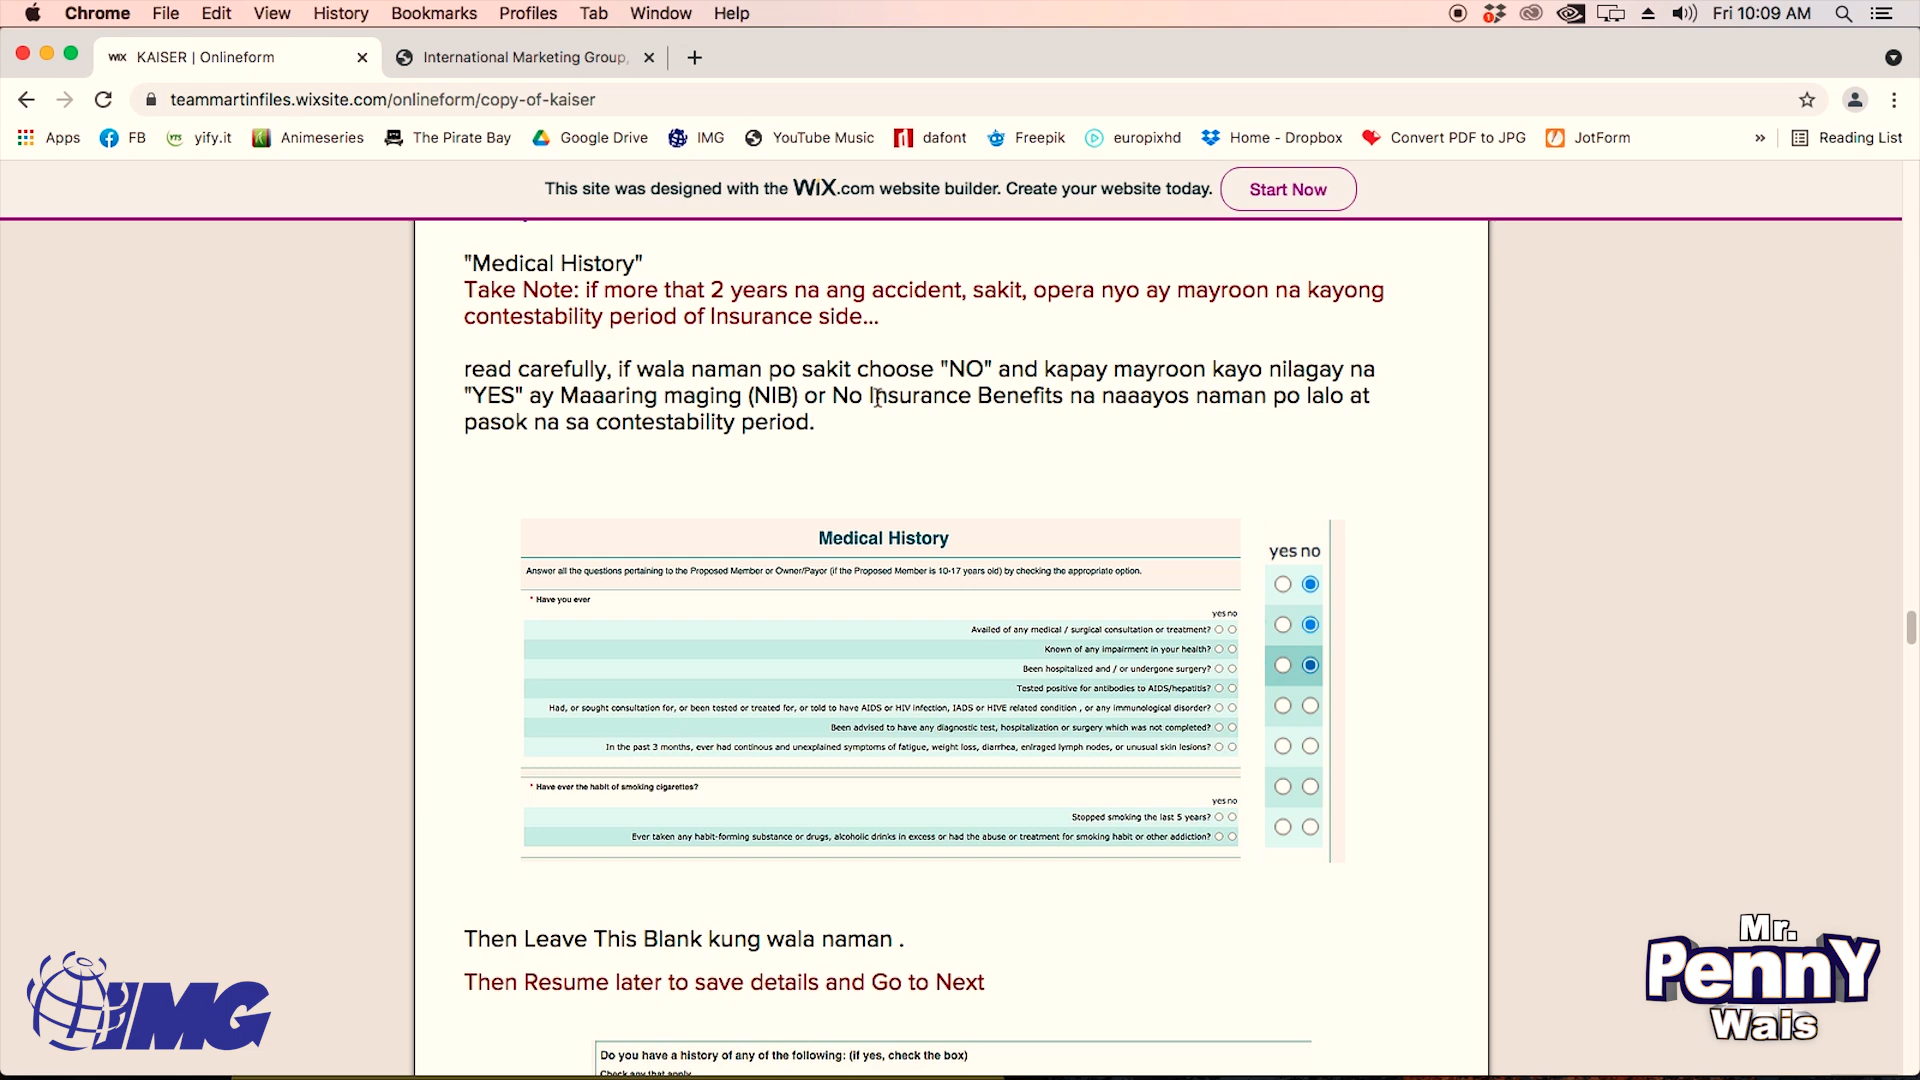 Chrome File Edit View History Bookmarks Profiles Tab Window Help
Fri 10:09 AM
WiX KAISER | Onlineform
International Marketing Group,
teammartinfiles.wixsite.com/onlineform/copy-of-kaiser
Apps FB yify.it Animeseries The Pirate Bay Google Drive IMG YouTube Music dafont Freepik europixhd Home - Dropbox Convert PDF to JPG JotForm » Reading List
This site was designed with the WiX.com website builder. Create your website today. Start Now
"Medical History"
Take Note: if more that 2 years na ang accident, sakit, opera nyo ay mayroon na kayong
contestability period of Insurance side...
read carefully, if wala naman po sakit choose "NO" and kapay mayroon kayo nilagay na
"YES" ay Maaaring maging (NIB) or No Insurance Benefits na naaayos naman po lalo at
pasok na sa contestability period.
Medical History
yes no
Answer all the questions pertaining to the Proposed Member or Owner/Payor (if the Proposed Member is 10-17 years old) by checking the appropriate option.
* Have you ever
yes no
Availed of any medical / surgical consultation or treatment?
Known of any impairment in your health?
Been hospitalized and / or undergone surgery?
Tested positive for antibodies to AIDS/hepatitis?
Had, or sought consultation for, or been tested or treated for, or told to have AIDS or HIV infection, IADS or HIVE related condition , or any immunological disorder?
Been advised to have any diagnostic test, hospitalization or surgery which was not completed?
In the past 3 months, ever had continous and unexplained symptoms of fatigue, weight loss, diarrhea, enlraged lymph nodes, or unusual skin lesions?
* Have ever the habit of smoking cigarettes?
yes no
Stopped smoking the last 5 years?
Ever taken any habit-forming substance or drugs, alcoholic drinks in excess or had the abuse or treatment for smoking habit or other addiction?
Then Leave This Blank kung wala naman .
Then Resume later to save details and Go to Next
Do you have a history of any of the following: (if yes, check the box)
Check any that apply
IMG
Mr.
PennY
Wais